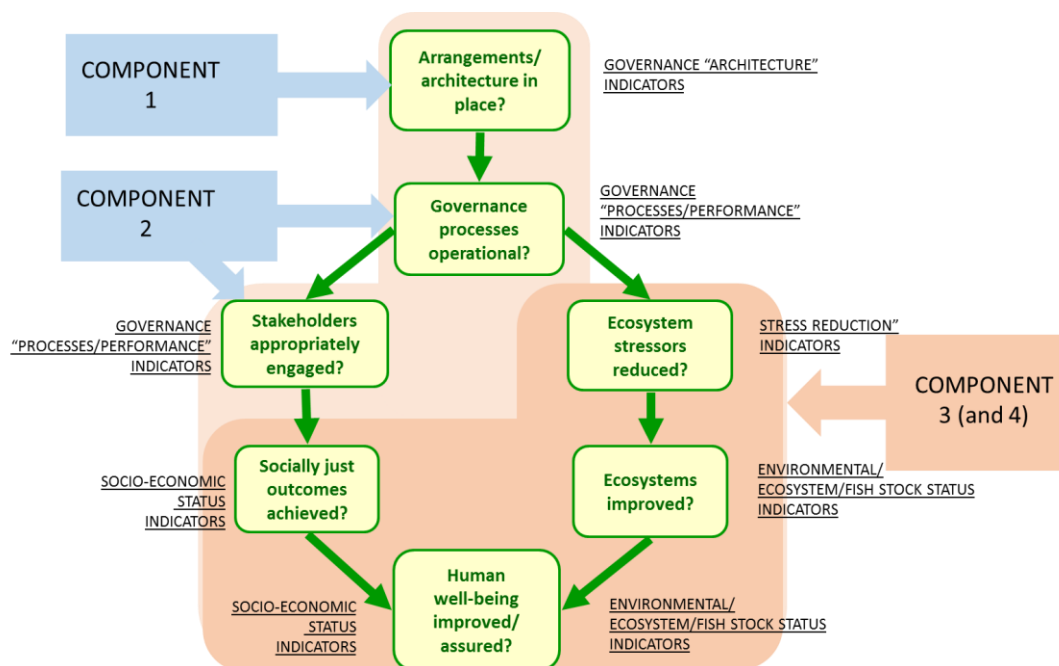 COMPONENT
1
Arrangements/
architecture in
place?
GOVERNANCE “ARCHITECTURE”
INDICATORS
COMPONENT
2
Governance
processes
operational?
GOVERNANCE
“PROCESSES/PERFORMANCE”
INDICATORS
GOVERNANCE
“PROCESSES/PERFORMANCE”
INDICATORS
Stakeholders
appropriately
engaged?
Ecosystem
stressors
reduced?
STRESS REDUCTION”
INDICATORS
COMPONENT
3 (and 4)
SOCIO-ECONOMIC
STATUS
INDICATORS
Socially just
outcomes
achieved?
Ecosystems
improved?
ENVIRONMENTAL/
ECOSYSTEM/FISH STOCK STATUS
INDICATORS
SOCIO-ECONOMIC
STATUS
INDICATORS
Human
well-being
improved/
assured?
ENVIRONMENTAL/
ECOSYSTEM/FISH STOCK STATUS
INDICATORS